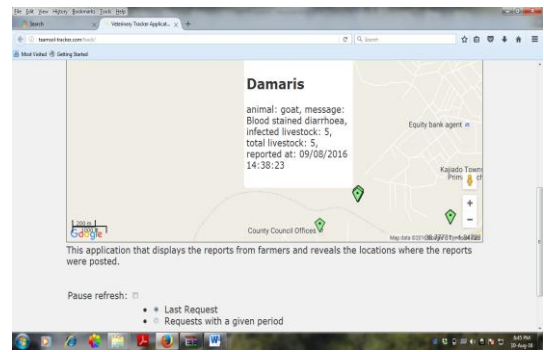 File Edit View History Bookmarks Tools Help
Search
Veterinary Tracker Applicat...
Search
Most Visited
Getting Started
Damaris
animal: goat, message:
Blood stained diarrhoea,
infected livestock: 5,
total livestock: 5,
reported at: 09/08/2016
14:38:23
Equity bank agent
Kajiado Town
Prim
County Council Offices
Google
This application that displays the reports from farmers and reveals the locations where the reports
were posted.
Pause refresh:
Last Request
Requests with a given period